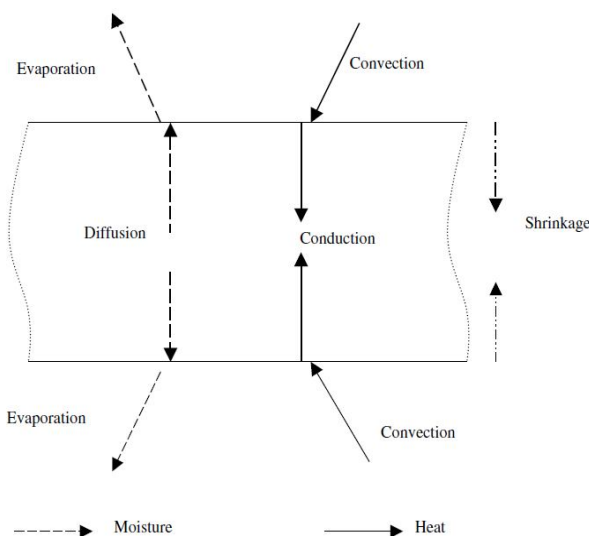 Evaporation
Convection
Diffusion
Conduction
Shrinkage
Evaporation
Convection
Moisture
Heat